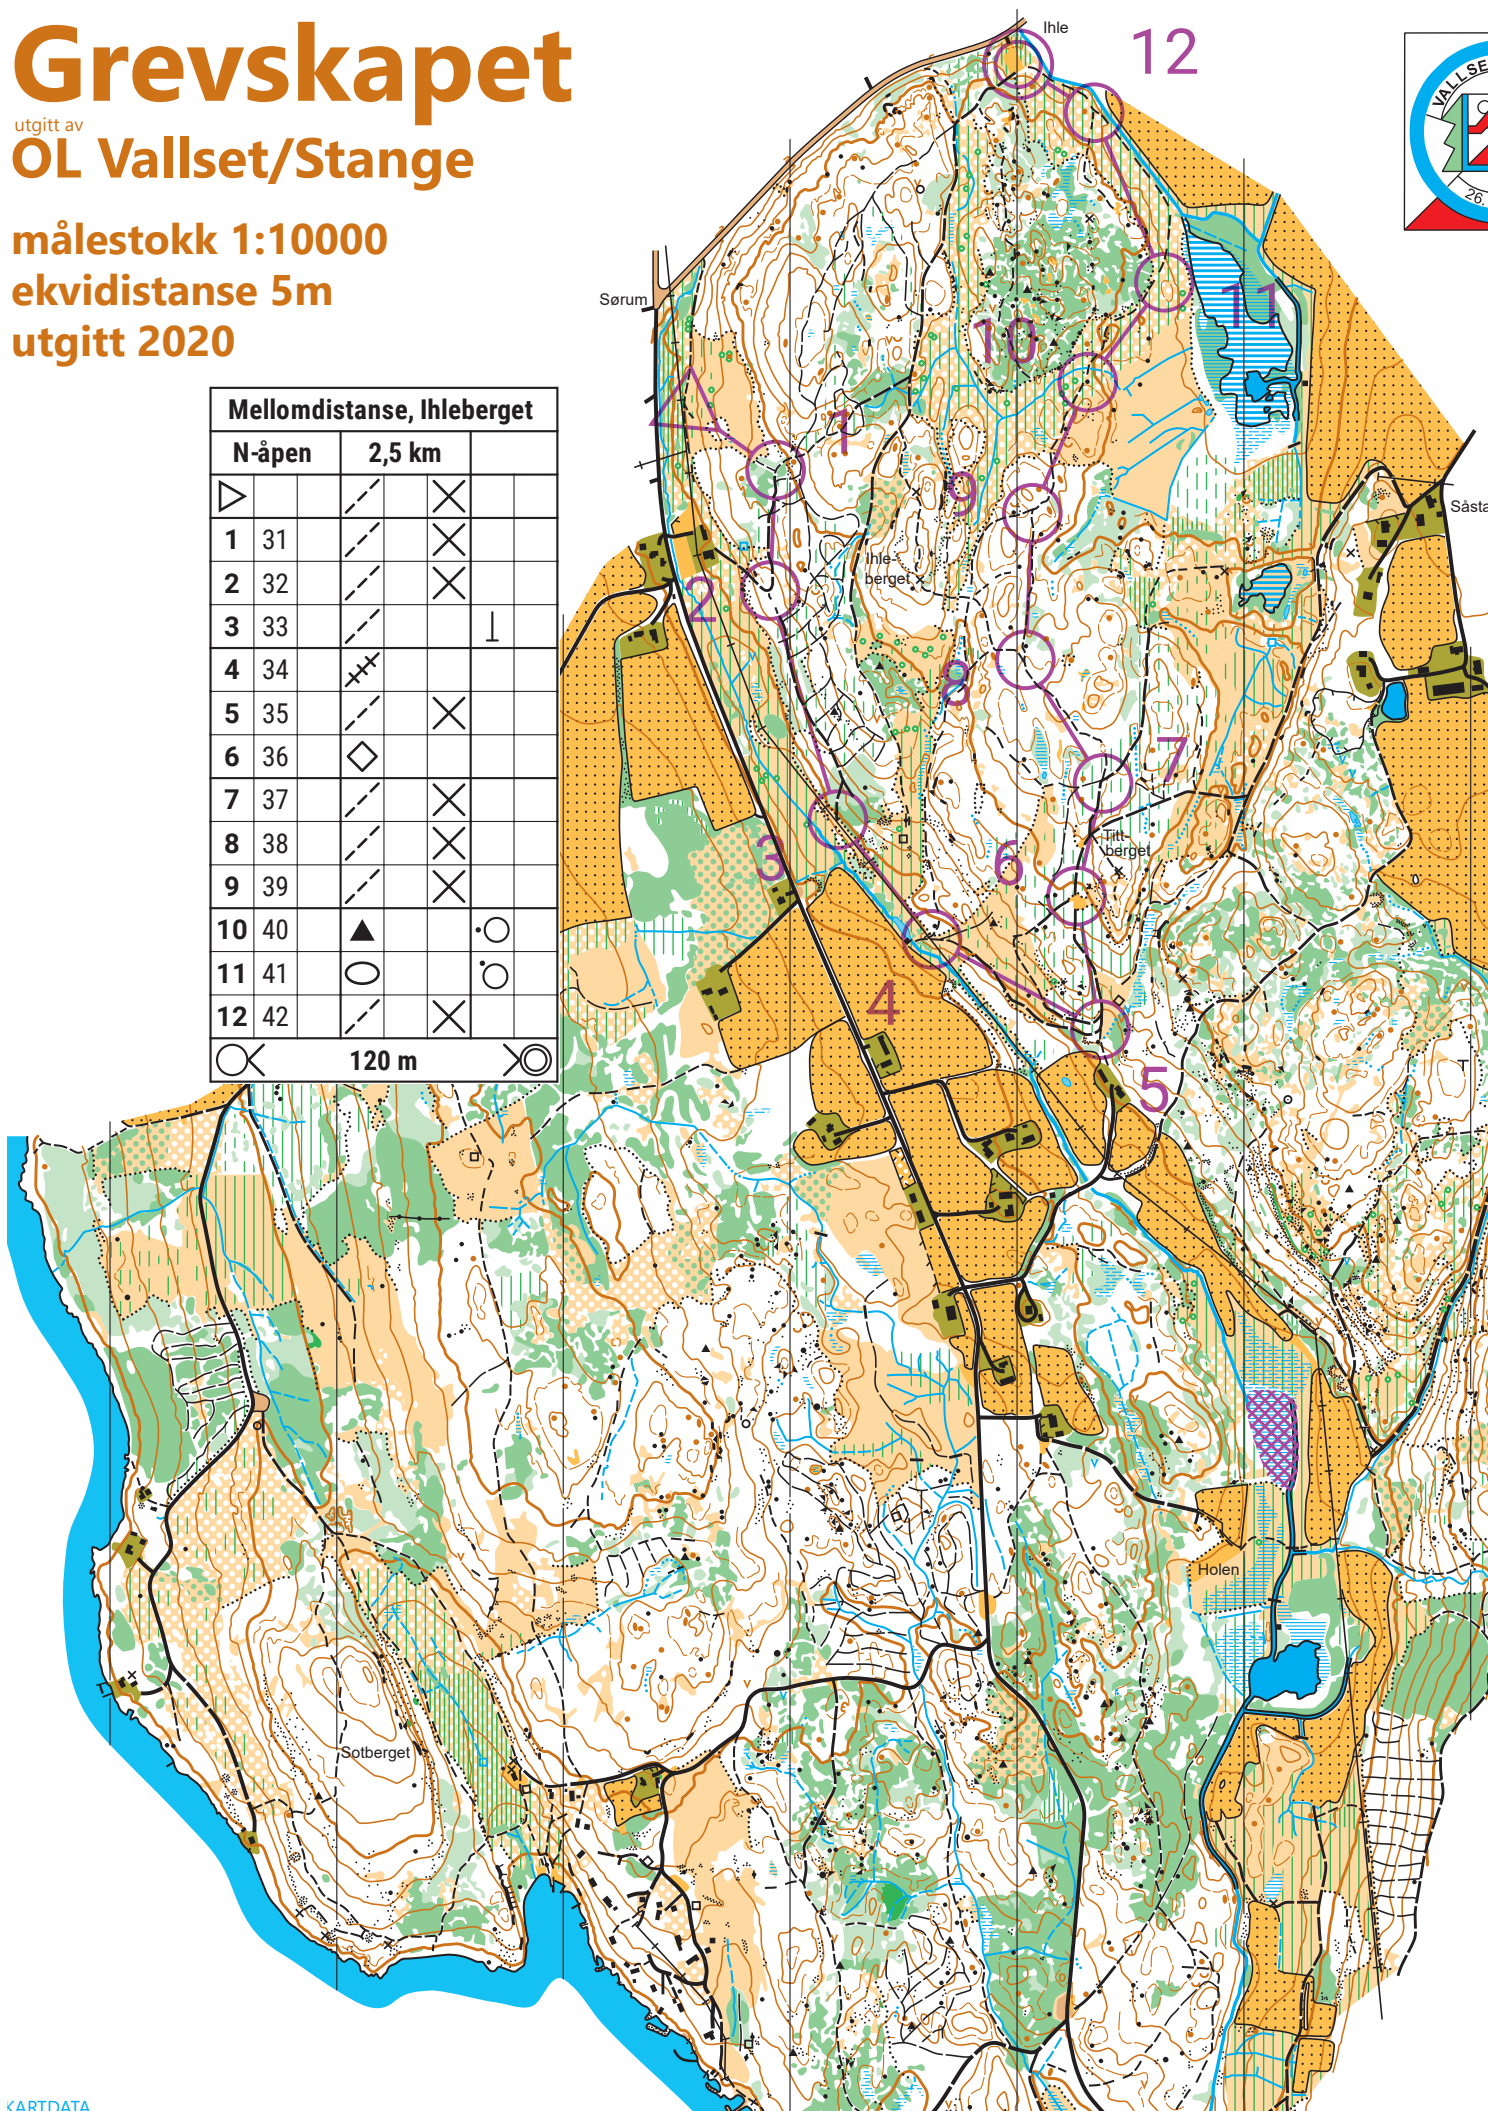 Grevskapet
utgitt av
OL Vallset/Stange
målestokk 1:10000
ekvidistanse 5m
utgitt 2020
Mellomdistanse, Ihleberget
N-åpen 2,5 km
1 31
2 32
3 33
4 34
5 35
6 36
7 37
8 38
9 39
10 40
11 41
12 42
120 m
Ihle
12
VALLSE
26.
Sørum
11
10
1
9
Såsta
Ihle-
berget
2
8
7
Titt-
berget
3
6
4
5
Holen
Sotberget
KARTDATA